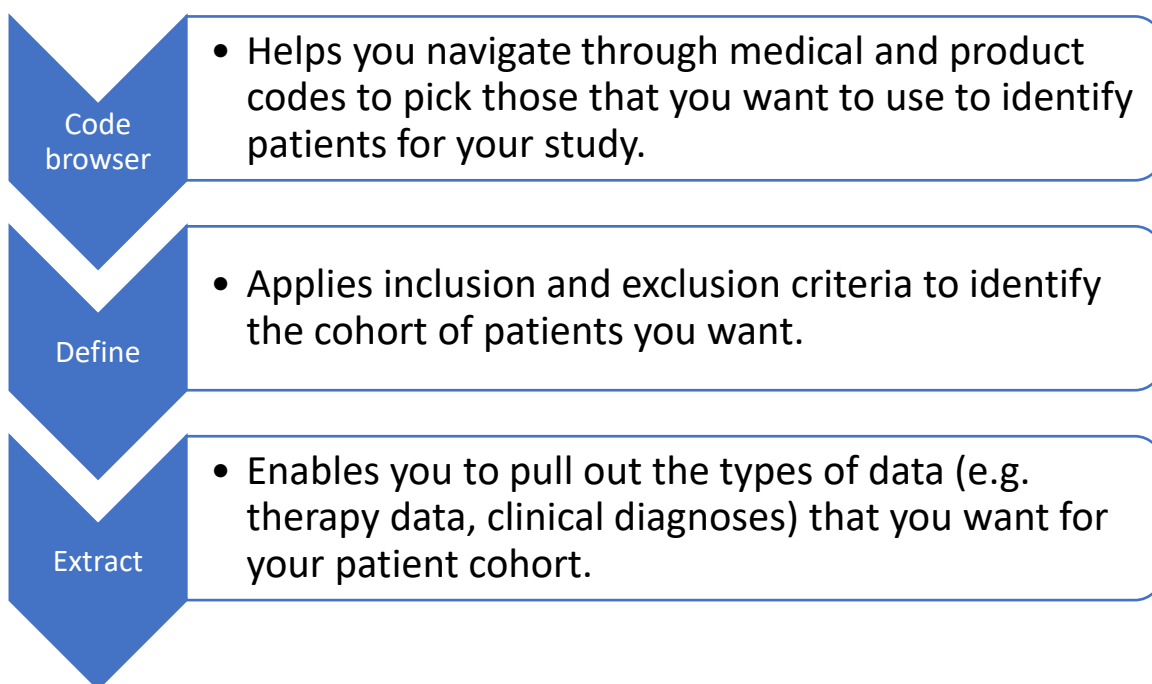 Code
browser
• Helps you navigate through medical and product
codes to pick those that you want to use to identify
patients for your study.
Define
• Applies inclusion and exclusion criteria to identify
the cohort of patients you want.
Extract
• Enables you to pull out the types of data (e.g.
therapy data, clinical diagnoses) that you want for
your patient cohort.